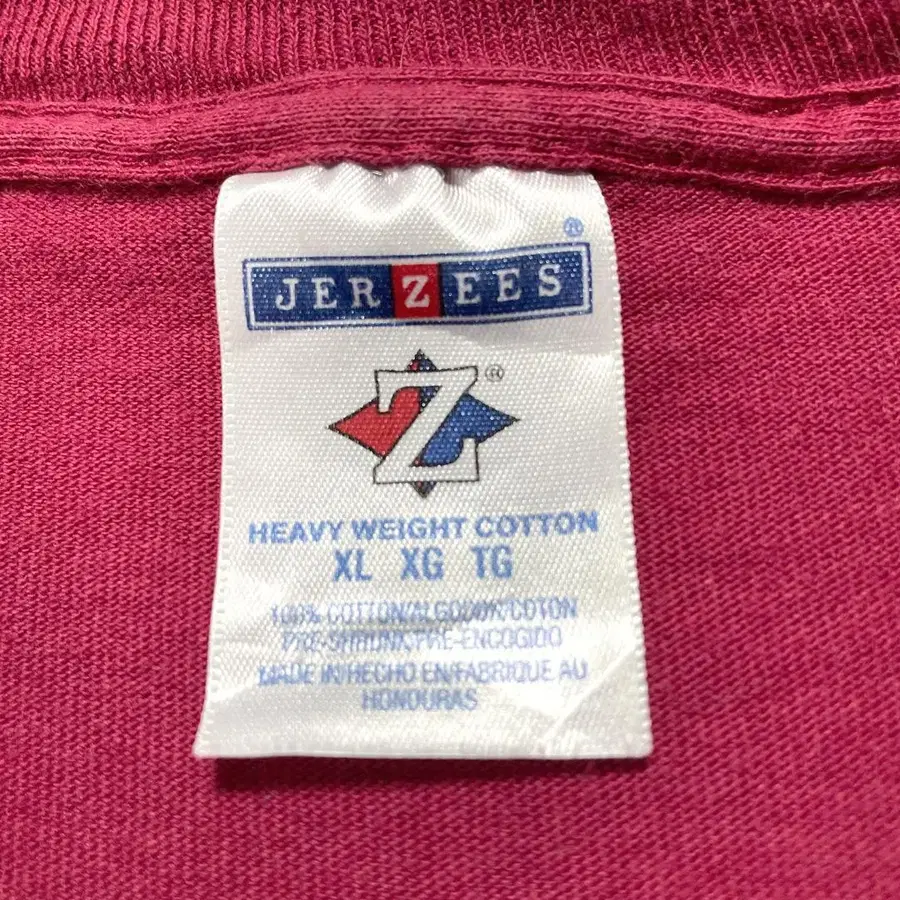 JERZEES ®
Z ®
HEAVY WEIGHT COTTON
XL XG TG
100% COTTON/ALGODON/COTON
PRE-SHRUNK/PRE-ENCOGIDO
MADE IN/HECHO EN/FABRIQUE AU
HONDURAS